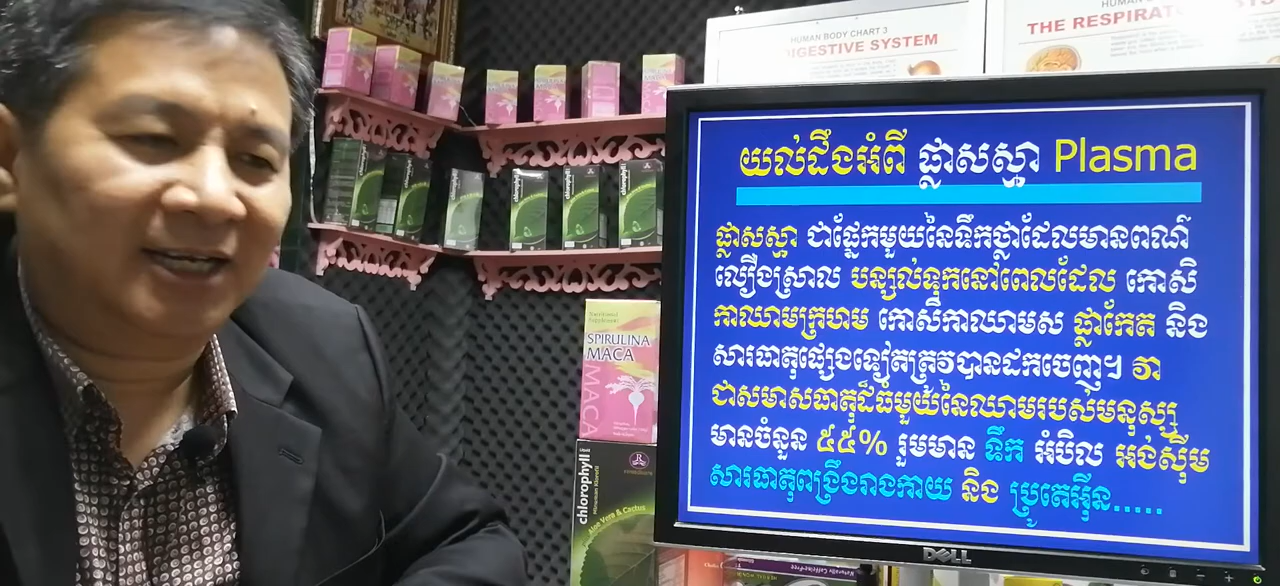 HUMAN BODY CHART 3
DIGESTIVE SYSTEM
THE RESPIRAT
យល់ដឹងអំពី ផ្លាសស្មា Plasma
ផ្លាសស្មា ជាផ្នែកមួយនៃទឹកថ្លាដែលមានពណ៌
លឿងស្រាល បន្សល់ទុកនៅពេលដែល កោសិ
កាឈាមក្រហម កោសិកាឈាមស ផ្លាកែត និង
សារធាតុផ្សេងទៀតត្រូវបានដកចេញ។ វា
ជាសមាសធាតុដ៏ធំមួយនៃឈាមរបស់មនុស្ស
មានចំនួន ៥៥% រួមមាន ទឹក អំបិល អង់ស៊ីម
សារធាតុពង្រឹងរាងកាយ និង ប្រូតេអ៊ីន.....
DELL
Nutritional
Supplement
SPIRULINA
MACA
MACA
Liquid
chlorophyll
Aloe Vera & Cactus
chlorophyll
chlorophyll
chlorophyll